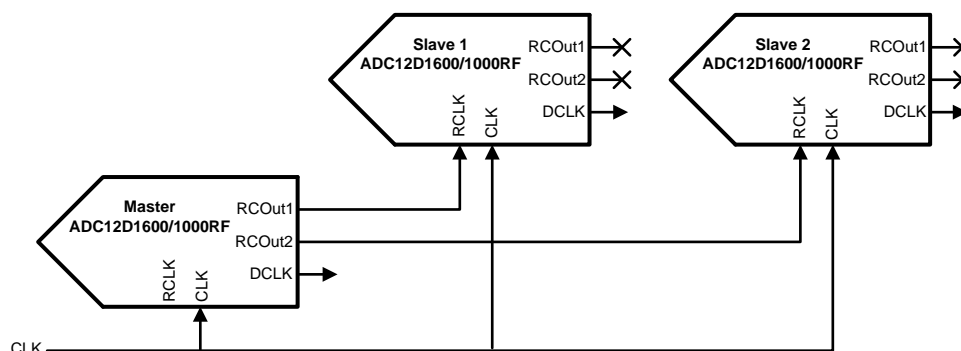 Slave 1
ADC12D1600/1000RF
RCOut1
RCOut2
DCLK
RCLK
CLK
Slave 2
ADC12D1600/1000RF
RCOut1
RCOut2
DCLK
RCLK
CLK
Master
ADC12D1600/1000RF
RCOut1
RCOut2
DCLK
RCLK
CLK
CLK